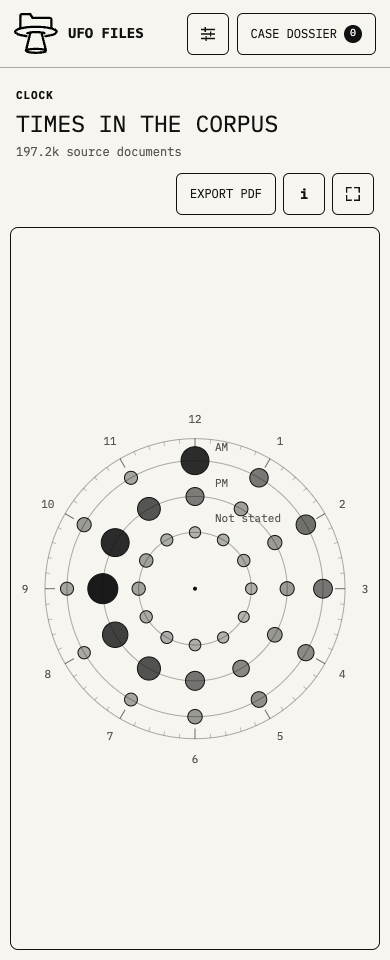 UFO FILES
CASE DOSSIER 0
CLOCK
TIMES IN THE CORPUS
197.2k source documents
EXPORT PDF i
12
11 AM 1
PM
10 2
Not stated
9 3
8 4
7 5
6